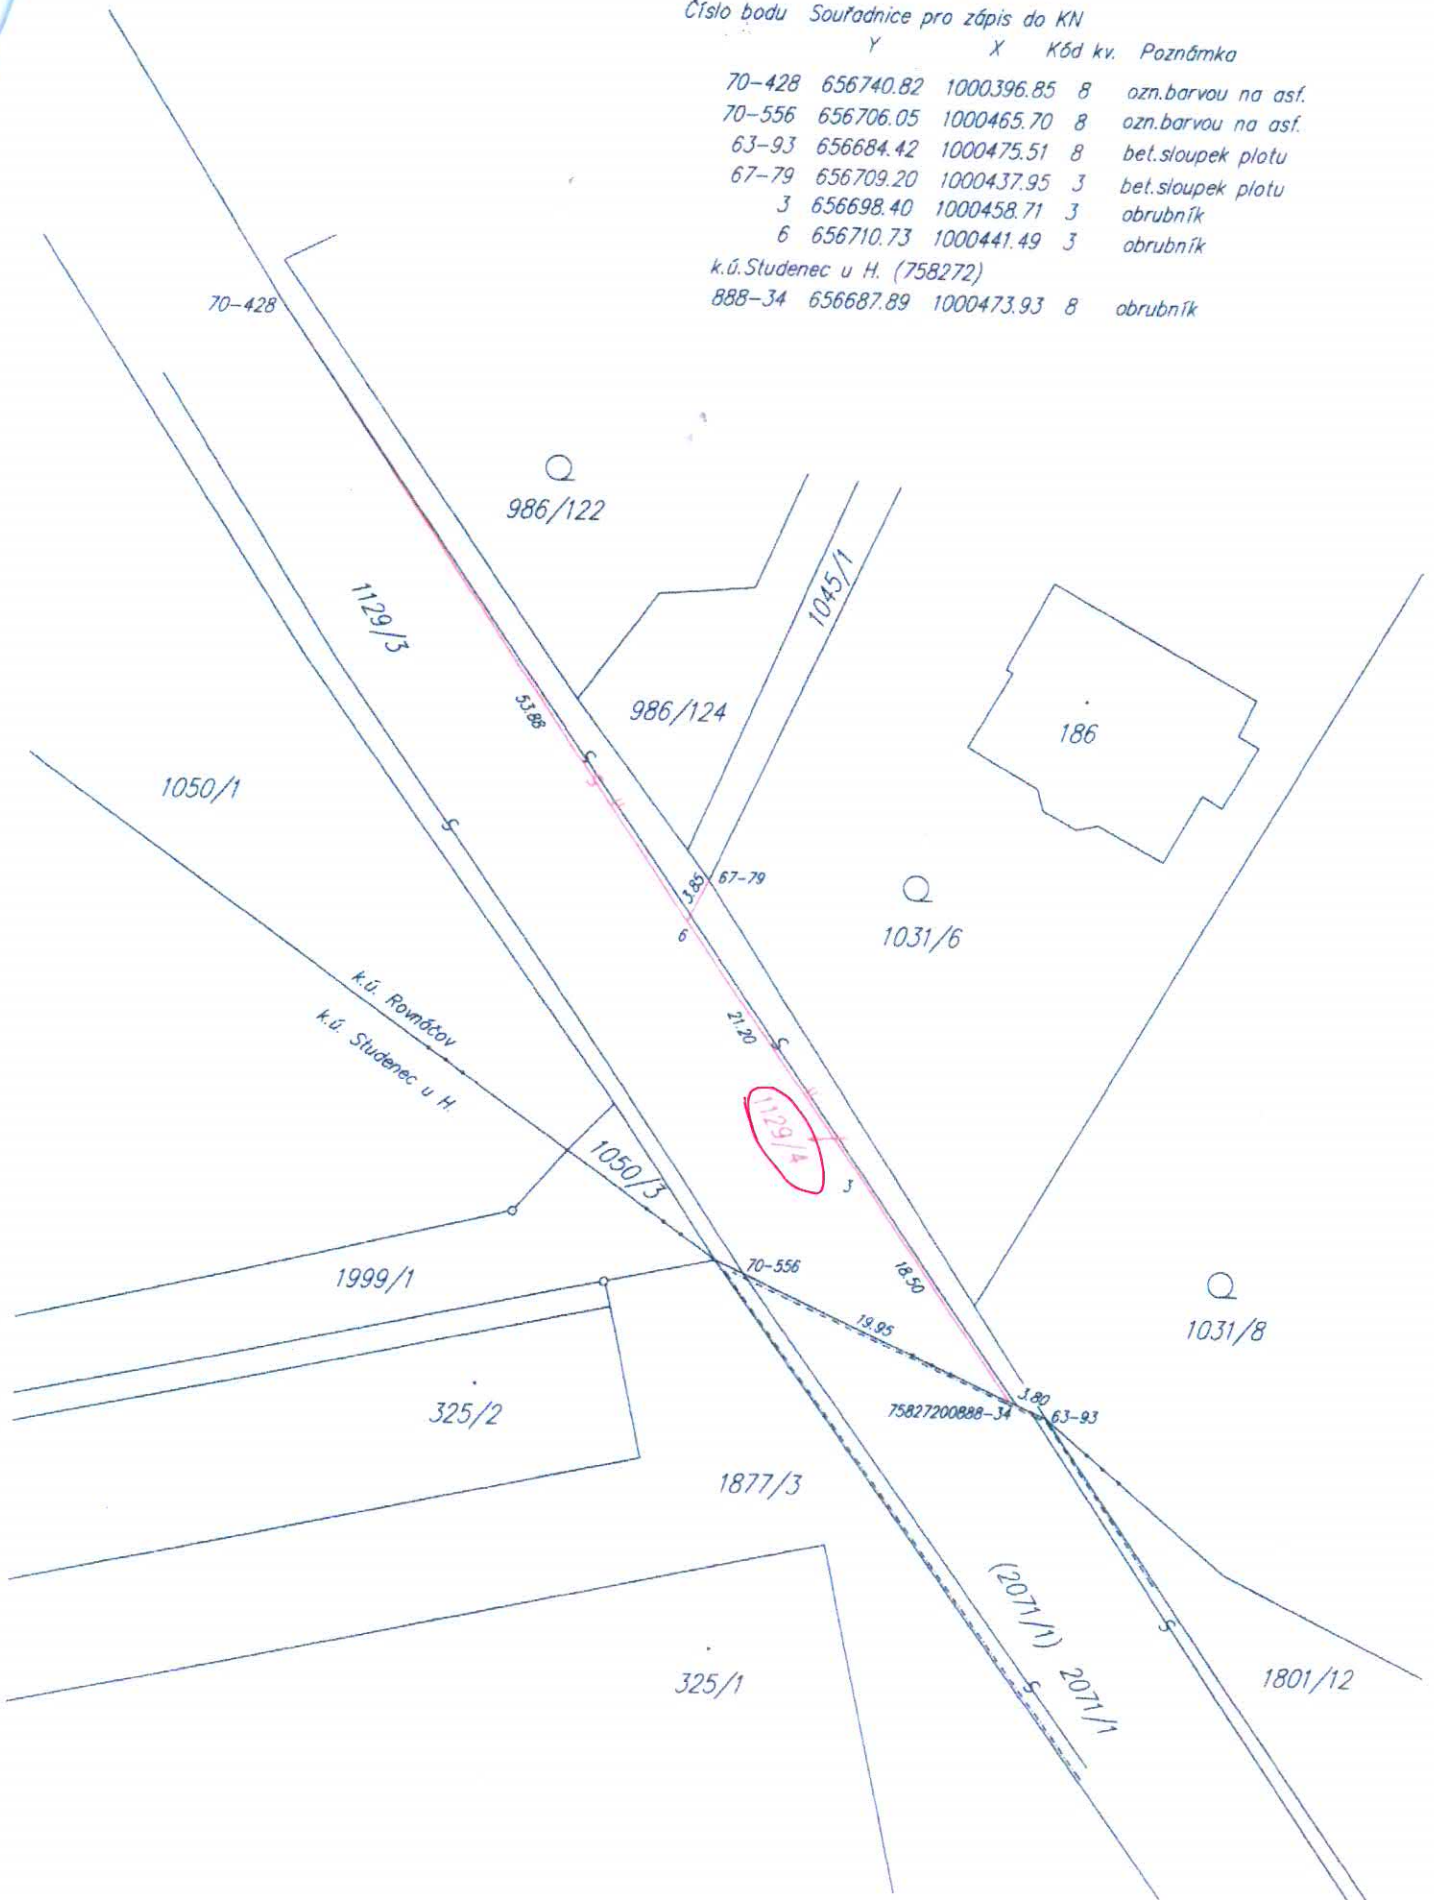 Číslo bodu Souřadnice pro zápis do KN
Y X Kód kv. Poznámka
70-428 656740.82 1000396.85 8 ozn.barvou na asf.
70-556 656706.05 1000465.70 8 ozn.barvou na asf.
63-93 656684.42 1000475.51 8 bet.sloupek plotu
67-79 656709.20 1000437.95 3 bet.sloupek plotu
3 656698.40 1000458.71 3 obrubník
6 656710.73 1000441.49 3 obrubník
k.ú.Studenec u H. (758272)
888-34 656687.89 1000473.93 8 obrubník
70-428
986/122
1045/1
1129/3
53.88
986/124
186
1050/1
3.85
67-79
6
1031/6
k.ú. Rovnáčov
k.ú. Studenec u H.
21.20
1129/4
3
1050/3
70-556
1999/1
18.50
19.95
1031/8
3.80
75827200888-34
63-93
325/2
1877/3
(2071/1) 2071/1
325/1
1801/12